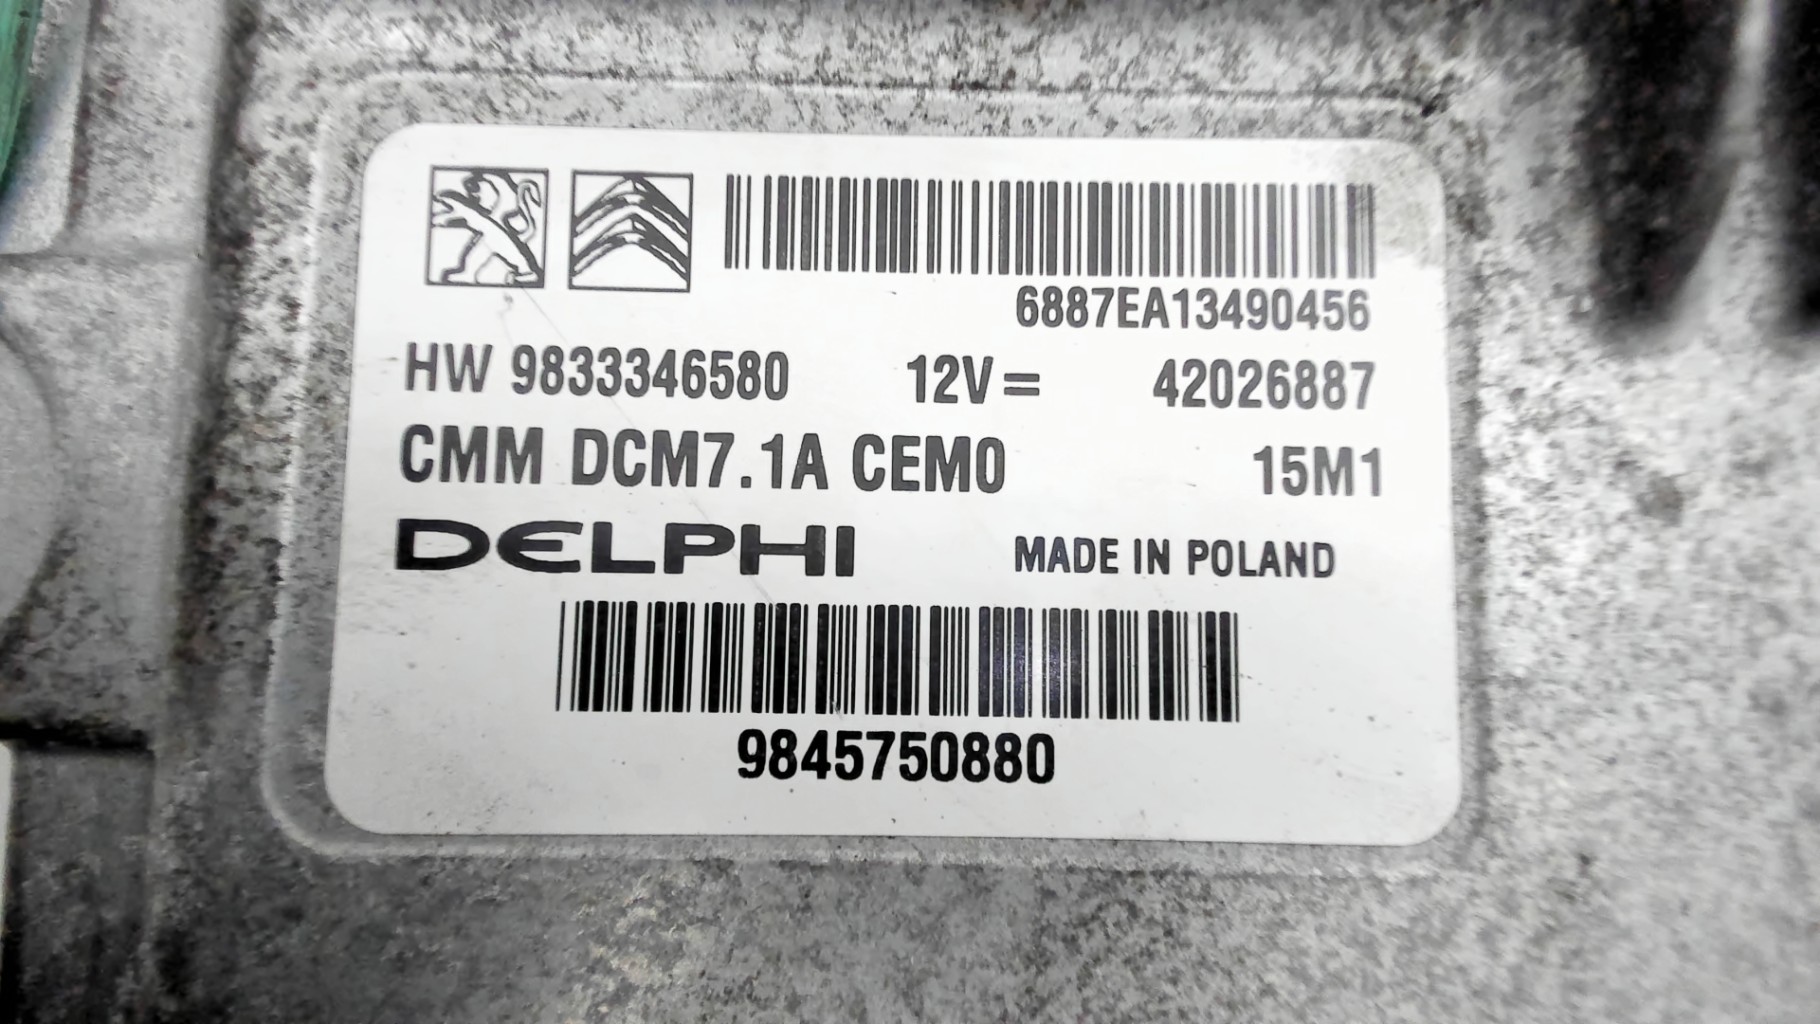 6887EA13490456
HW 9833346580 12V= 42026887
CMM DCM7.1A CEM0 15M1
DELPHI MADE IN POLAND
9845750880